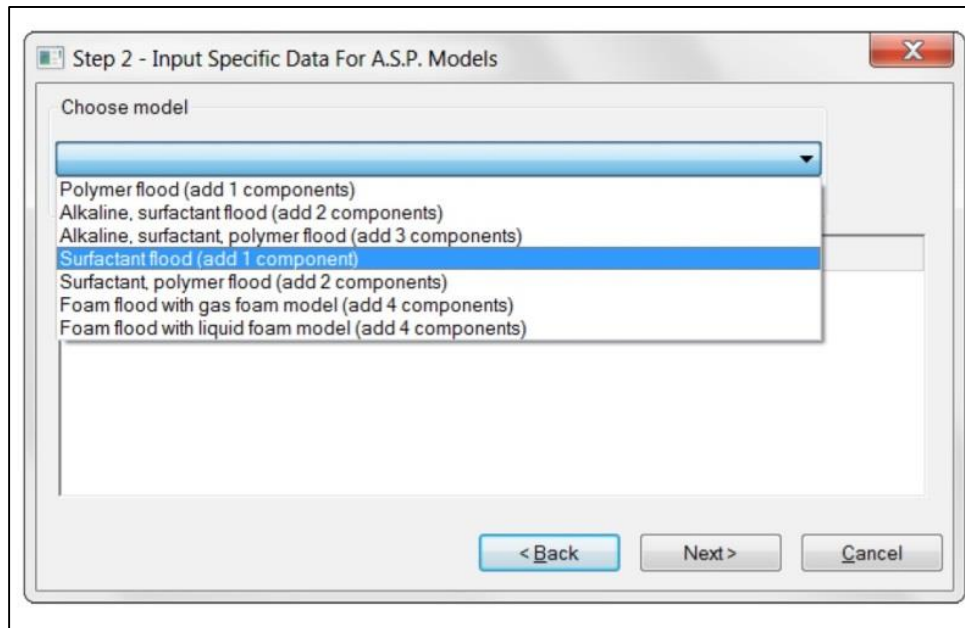 Step 2 - Input Specific Data For A.S.P. Models
Choose model
Polymer flood (add 1 components)
Alkaline, surfactant flood (add 2 components)
Alkaline, surfactant, polymer flood (add 3 components)
Surfactant flood (add 1 component)
Surfactant, polymer flood (add 2 components)
Foam flood with gas foam model (add 4 components)
Foam flood with liquid foam model (add 4 components)
< Back Next > Cancel